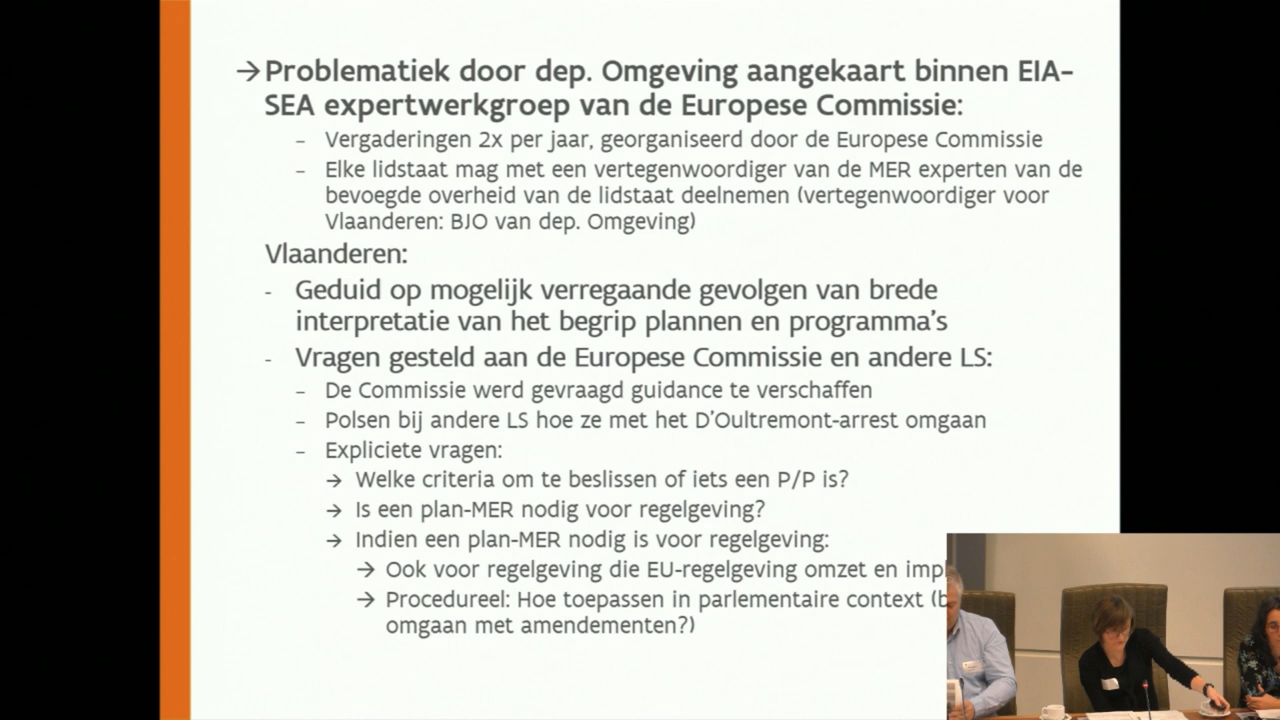 →Problematiek door dep. Omgeving aangekaart binnen EIA-
SEA expertwerkgroep van de Europese Commissie:
– Vergaderingen 2x per jaar, georganiseerd door de Europese Commissie
– Elke lidstaat mag met een vertegenwoordiger van de MER experten van de
bevoegde overheid van de lidstaat deelnemen (vertegenwoordiger voor
Vlaanderen: BJO van dep. Omgeving)
Vlaanderen:
- Geduid op mogelijk verregaande gevolgen van brede
interpretatie van het begrip plannen en programma's
- Vragen gesteld aan de Europese Commissie en andere LS:
– De Commissie werd gevraagd guidance te verschaffen
– Polsen bij andere LS hoe ze met het D'Oultremont-arrest omgaan
– Expliciete vragen:
→ Welke criteria om te beslissen of iets een P/P is?
→ Is een plan-MER nodig voor regelgeving?
→ Indien een plan-MER nodig is voor regelgeving:
→ Ook voor regelgeving die EU-regelgeving omzet en imp
→ Procedureel: Hoe toepassen in parlementaire context (b
omgaan met amendementen?)